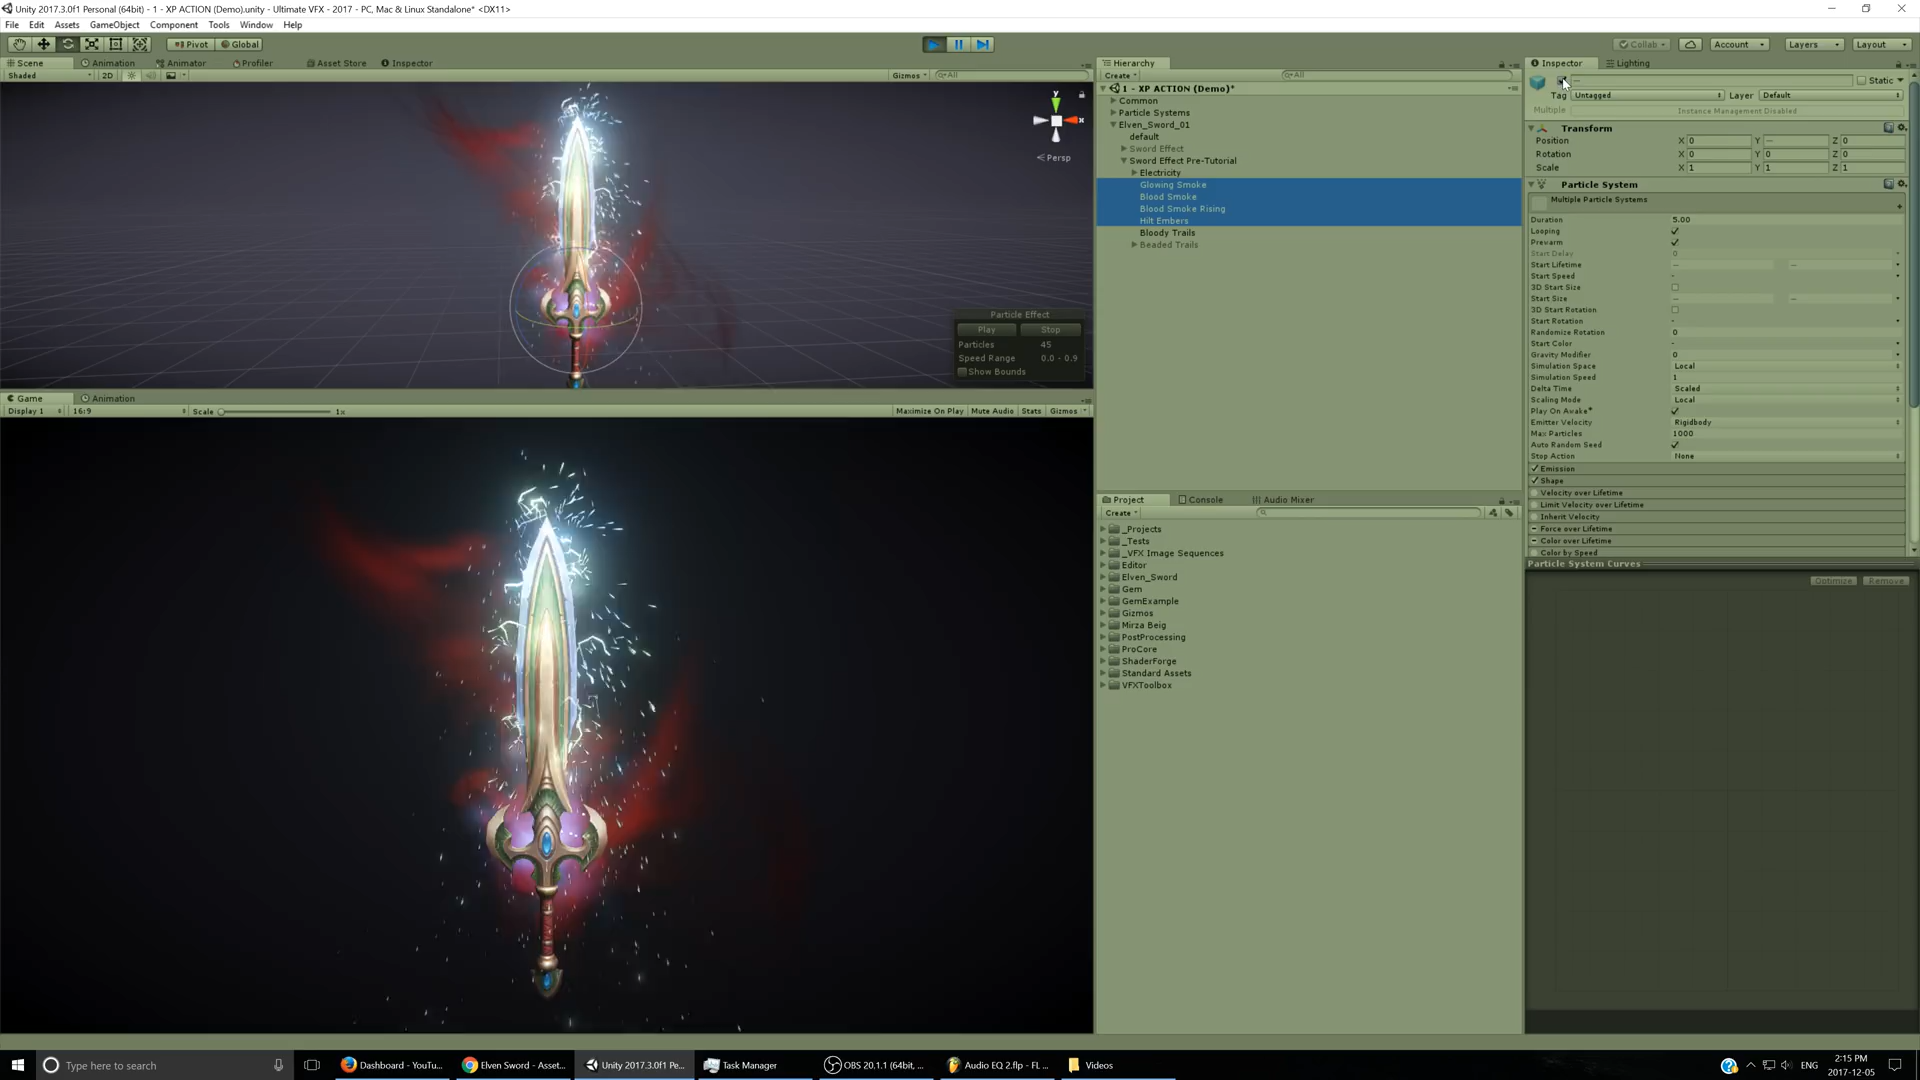 Unity 2017.3.0f1 Personal (64bit) - 1 - XP ACTION (Demo).unity - Ultimate VFX - 2017 - PC, Mac & Linux Standalone* <DX11>
File Edit Assets GameObject Component Tools Window Help
Pivot Global Collab Account Layers Layout
Scene Animation Animator Profiler Asset Store Inspector
Shaded 2D Gizmos All
y
x
Persp
Particle Effect
Play Stop
Particles 45
Speed Range 0.0 - 0.9
Show Bounds
Game Animation
Display 1 16:9 Scale 1x Maximize On Play Mute Audio Stats Gizmos
Hierarchy
Create All
1 - XP ACTION (Demo)*
Common
Particle Systems
Elven_Sword_01
default
Sword Effect
Sword Effect Pre-Tutorial
Electricity
Glowing Smoke
Blood Smoke
Blood Smoke Rising
Hilt Embers
Bloody Trails
Beaded Trails
Project Console Audio Mixer
Create
_Projects
_Tests
_VFX Image Sequences
Editor
Elven_Sword
Gem
GemExample
Gizmos
Mirza Beig
PostProcessing
ProCore
ShaderForge
Standard Assets
VFXToolbox
Inspector Lighting
— Static
Tag Untagged Layer Default
Multiple Instance Management Disabled
Transform
Position X 0 Y — Z 0
Rotation X 0 Y 0 Z 0
Scale X 1 Y 1 Z 1
Particle System
Multiple Particle Systems
Duration 5.00
Looping
Prewarm
Start Delay 0
Start Lifetime — —
Start Speed -
3D Start Size
Start Size — —
3D Start Rotation
Start Rotation -
Randomize Rotation 0
Start Color -
Gravity Modifier 0
Simulation Space Local
Simulation Speed 1
Delta Time Scaled
Scaling Mode Local
Play On Awake*
Emitter Velocity Rigidbody
Max Particles 1000
Auto Random Seed
Stop Action None
Emission
Shape
Velocity over Lifetime
Limit Velocity over Lifetime
Inherit Velocity
Force over Lifetime
Color over Lifetime
Color by Speed
Particle System Curves
Optimize Remove
Type here to search
Dashboard - YouTu...
Elven Sword - Asset...
Unity 2017.3.0f1 Pe...
Task Manager
OBS 20.1.1 (64bit, ...
Audio EQ 2.flp - FL ...
Videos
ENG
2:15 PM
2017-12-05